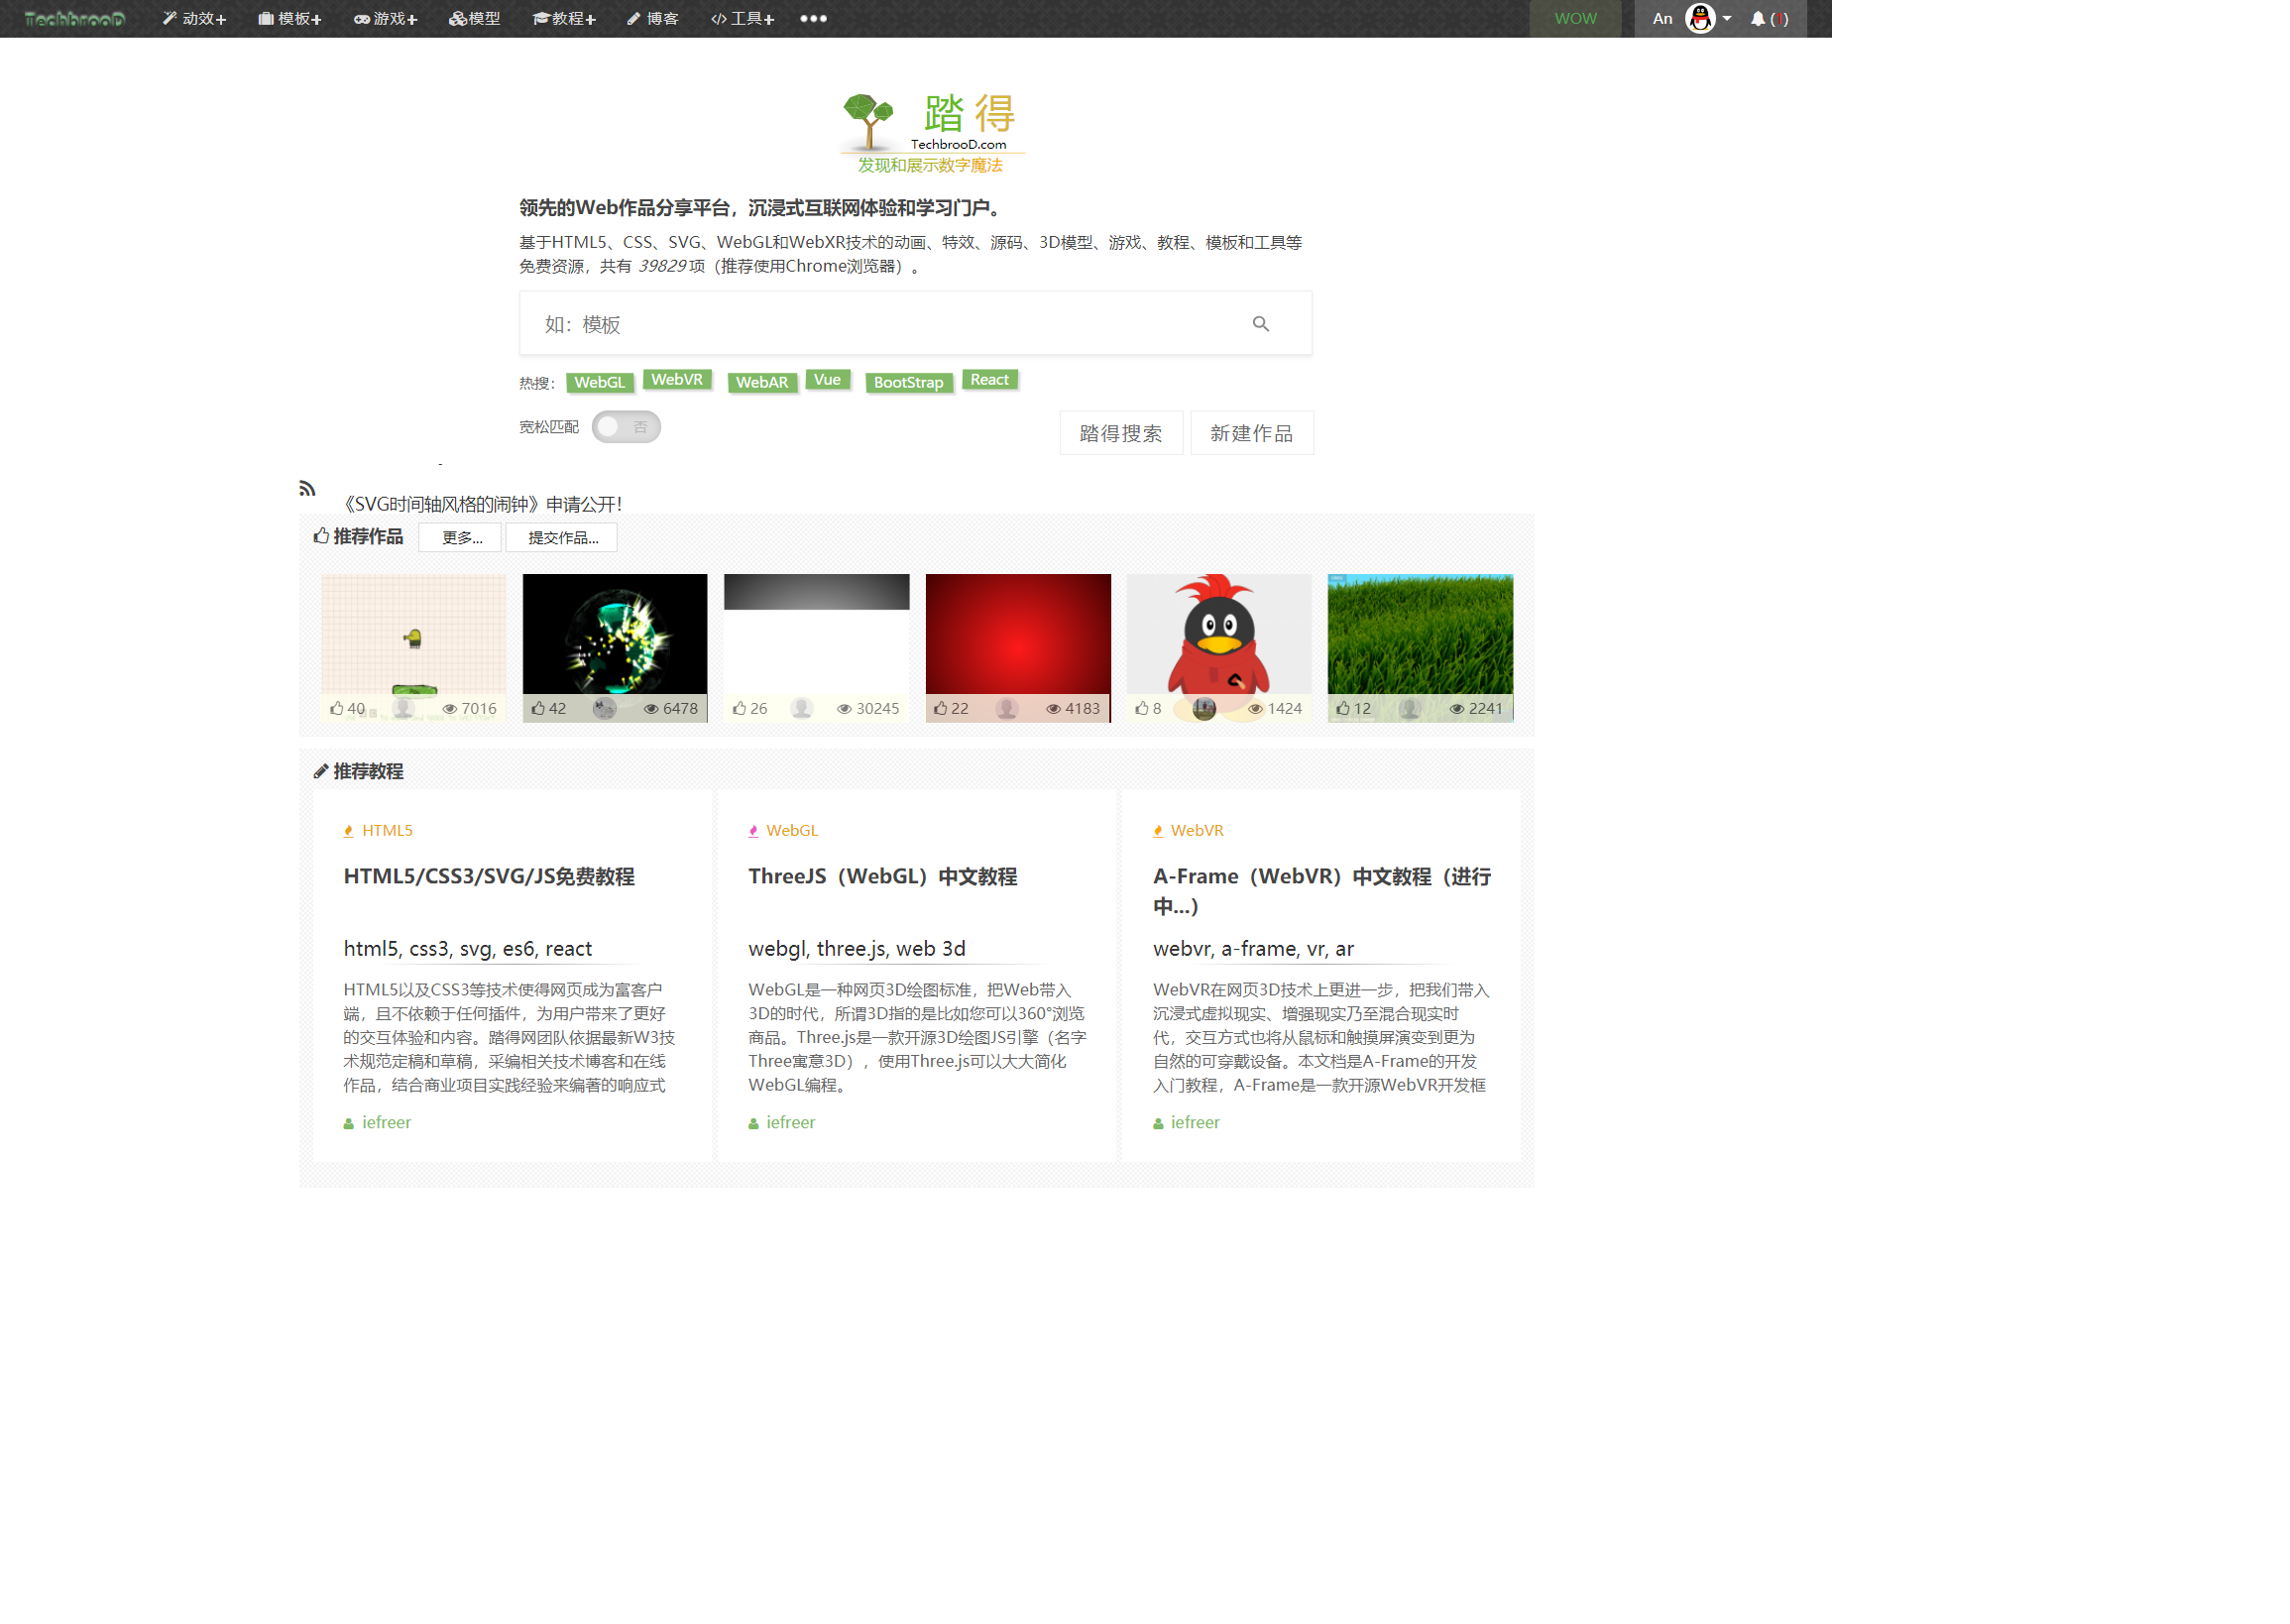 TechbrooD 动效+ 模板+ 游戏+ 模型 教程+ 博客 工具+ WOW An (1)
踏得
TechbrooD.com
发现和展示数字魔法
领先的Web作品分享平台，沉浸式互联网体验和学习门户。
基于HTML5、CSS、SVG、WebGL和WebXR技术的动画、特效、源码、3D模型、游戏、教程、模板和工具等
免费资源，共有 39829 项（推荐使用Chrome浏览器）。
如：模板
热搜： WebGL WebVR WebAR Vue BootStrap React
宽松匹配 否 踏得搜索 新建作品
《SVG时间轴风格的闹钟》申请公开！
推荐作品 更多... 提交作品...
40 7016 42 6478 26 30245 22 4183 8 1424 12 2241
推荐教程
HTML5
HTML5/CSS3/SVG/JS免费教程
html5, css3, svg, es6, react
HTML5以及CSS3等技术使得网页成为富客户
端，且不依赖于任何插件，为用户带来了更好
的交互体验和内容。踏得网团队依据最新W3技
术规范定稿和草稿，采编相关技术博客和在线
作品，结合商业项目实践经验来编著的响应式
iefreer
WebGL
ThreeJS（WebGL）中文教程
webgl, three.js, web 3d
WebGL是一种网页3D绘图标准，把Web带入
3D的时代，所谓3D指的是比如您可以360°浏览
商品。Three.js是一款开源3D绘图JS引擎（名字
Three寓意3D），使用Three.js可以大大简化
WebGL编程。
iefreer
WebVR
A-Frame（WebVR）中文教程（进行
中...）
webvr, a-frame, vr, ar
WebVR在网页3D技术上更进一步，把我们带入
沉浸式虚拟现实、增强现实乃至混合现实时
代，交互方式也将从鼠标和触摸屏演变到更为
自然的可穿戴设备。本文档是A-Frame的开发
入门教程，A-Frame是一款开源WebVR开发框
iefreer